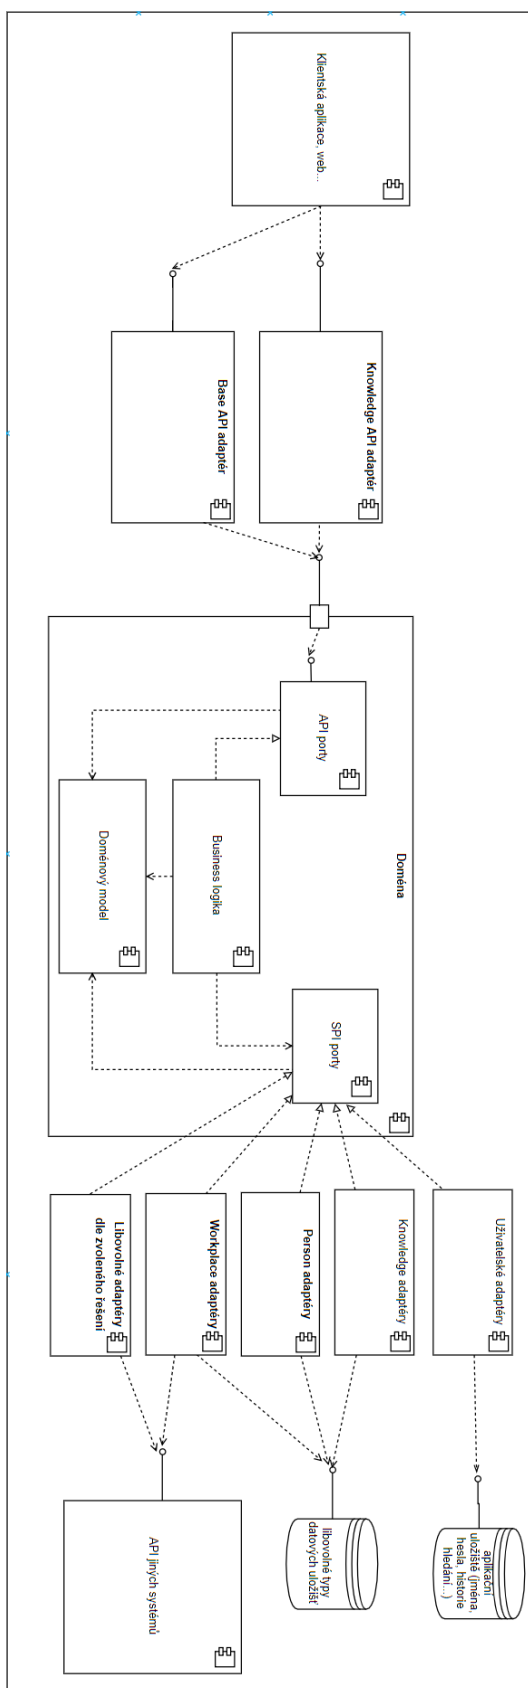 Klientská aplikace, web...
Knowledge API adaptér
Base API adaptér
Doména
API porty
Business logika
Doménový model
SPI porty
Uživatelské adaptéry
Knowledge adaptéry
Person adaptéry
Workplace adaptéry
Libovolné adaptéry
dle zvoleného řešení
aplikační
uložiště (jména,
hesla, historie
hledání...)
libovolné typy
datových uložišť
API jiných systémů